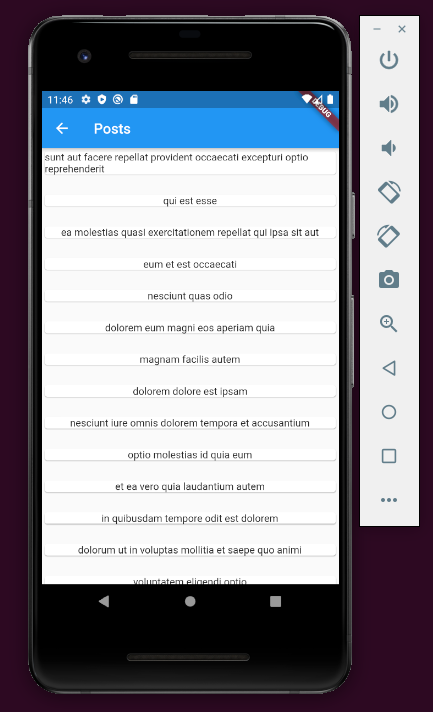 11:46
DEBUG
Posts
sunt aut facere repellat provident occaecati excepturi optio
reprehenderit
qui est esse
ea molestias quasi exercitationem repellat qui ipsa sit aut
eum et est occaecati
nesciunt quas odio
dolorem eum magni eos aperiam quia
magnam facilis autem
dolorem dolore est ipsam
nesciunt iure omnis dolorem tempora et accusantium
optio molestias id quia eum
et ea vero quia laudantium autem
in quibusdam tempore odit est dolorem
dolorum ut in voluptas mollitia et saepe quo animi
voluptatem eligendi optio